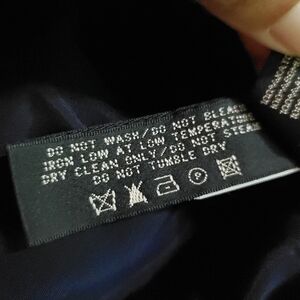 DO NOT WASH/DO NOT BLEACH
IRON LOW AT LOW TEMPERATURE
DRY CLEAN ONLY/DO NOT STEAM
DO NOT TUMBLE DRY
P